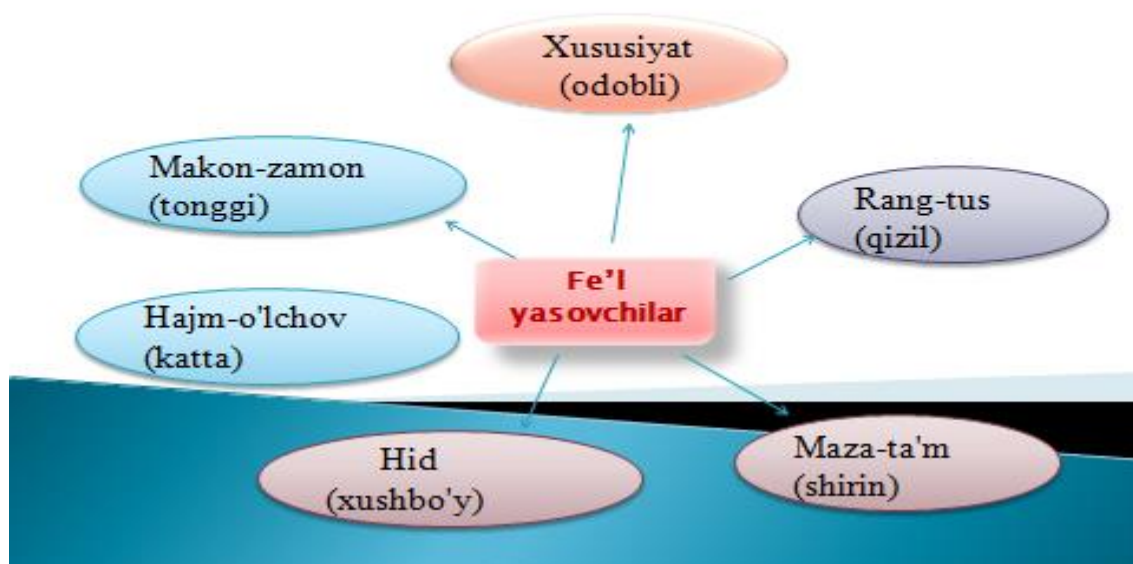 Xususiyat
(odobli)
Makon-zamon
(tonggi)
Rang-tus
(qizil)
Fe'l
yasovchilar
Hajm-o'lchov
(katta)
Hid
(xushbo'y)
Maza-ta'm
(shirin)